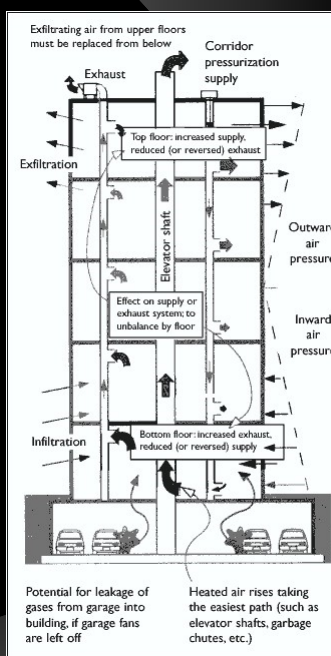 Exfiltrating air from upper floors
must be replaced from below
Corridor
pressurization
supply
Exhaust
Top floor: increased supply,
reduced (or reversed) exhaust
Exfiltration
Elevator shaft
Outward
air
pressure
Effect on supply or
exhaust system; to
unbalance by floor
Inward
air
pressure
Bottom floor: increased exhaust,
reduced (or reversed) supply
Infiltration
Potential for leakage of
gases from garage into
building, if garage fans
are left off
Heated air rises taking
the easiest path (such as
elevator shafts, garbage
chutes, etc.)